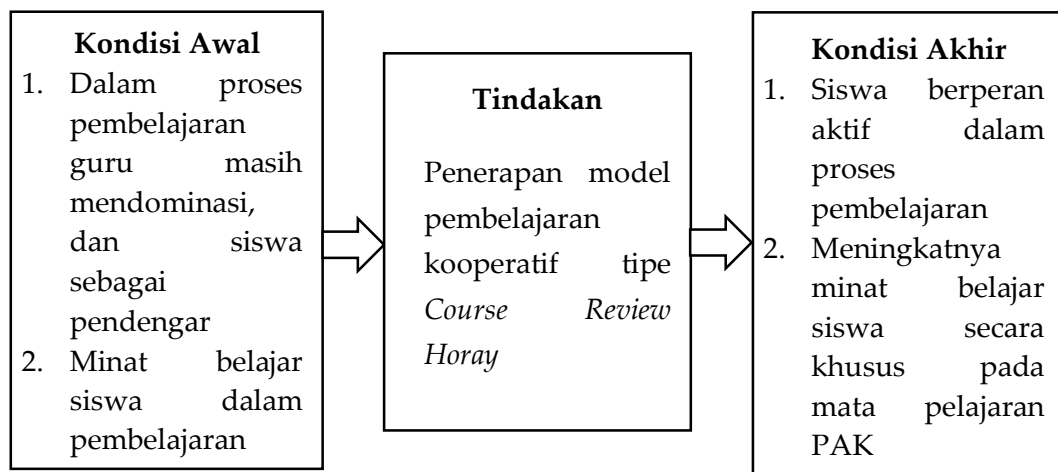 Kondisi Awal
1. Dalam proses
pembelajaran
guru masih
mendominasi,
dan siswa
sebagai
pendengar
2. Minat belajar
siswa dalam
pembelajaran
Tindakan
Penerapan model
pembelajaran
kooperatif tipe
Course Review
Horay
Kondisi Akhir
1. Siswa berperan
aktif dalam
proses
pembelajaran
2. Meningkatnya
minat belajar
siswa secara
khusus pada
mata pelajaran
PAK